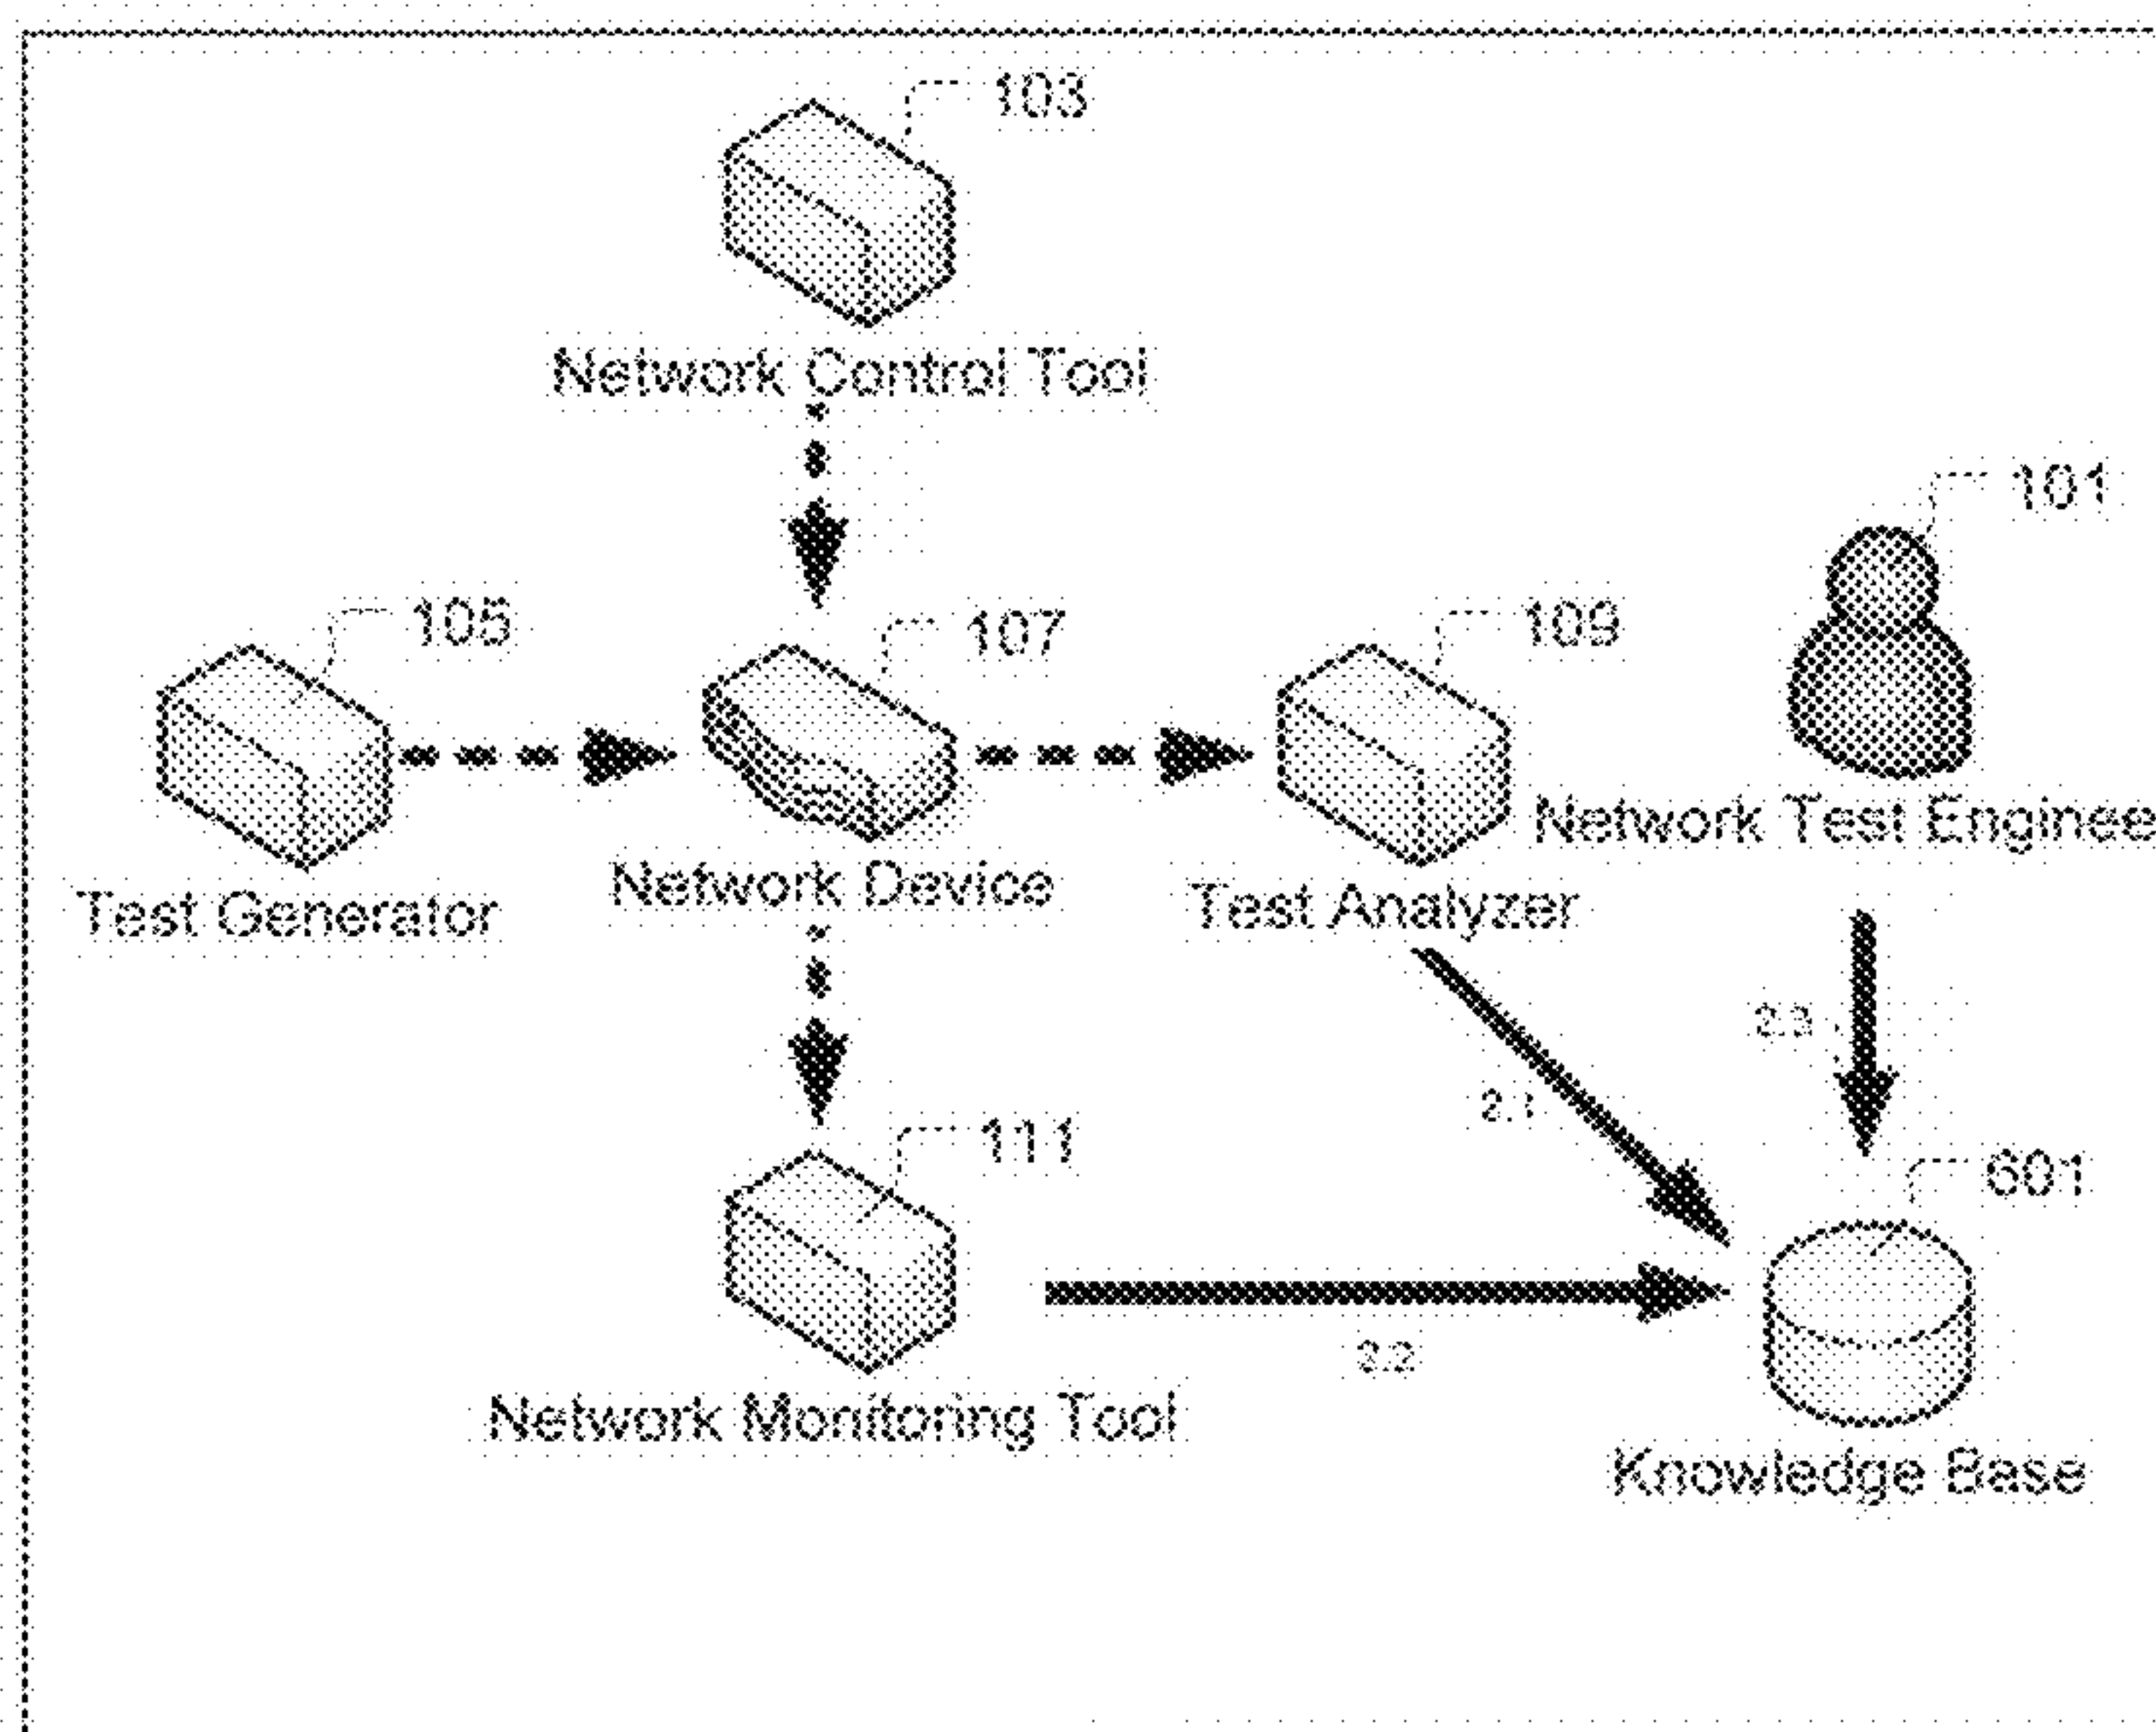 103
Network Control Tool
101
105
107
109
Network Test Enginee
Test Generator
Network Device
Test Analyzer
2.3
2.1
111
601
2.2
Network Monitoring Tool
Knowledge Base